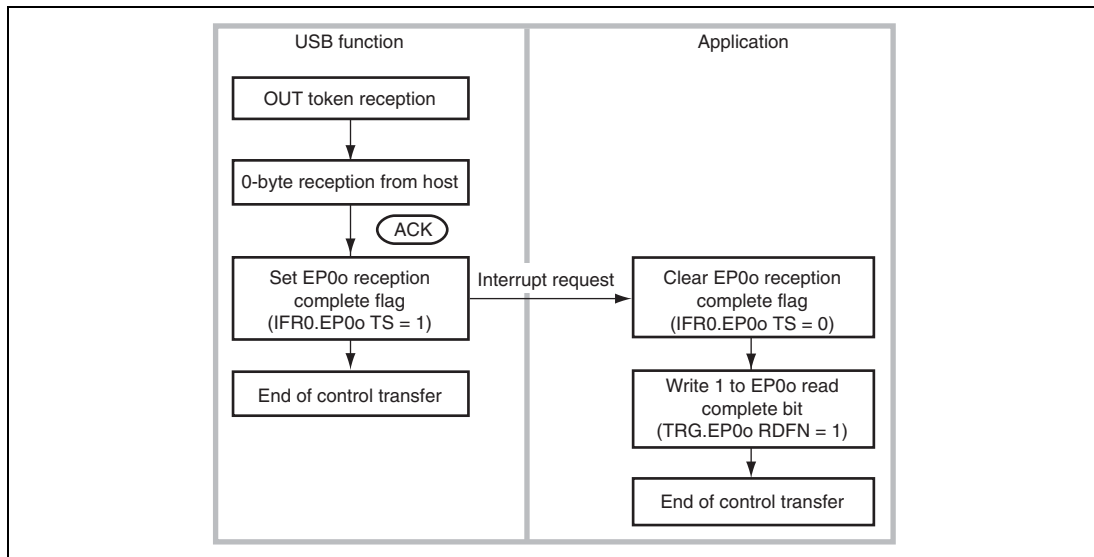 USB function
Application
OUT token reception
0-byte reception from host
ACK
Set EP0o reception
complete flag
(IFR0.EP0o TS = 1)
Interrupt request
Clear EP0o reception
complete flag
(IFR0.EP0o TS = 0)
End of control transfer
Write 1 to EP0o read
complete bit
(TRG.EP0o RDFN = 1)
End of control transfer